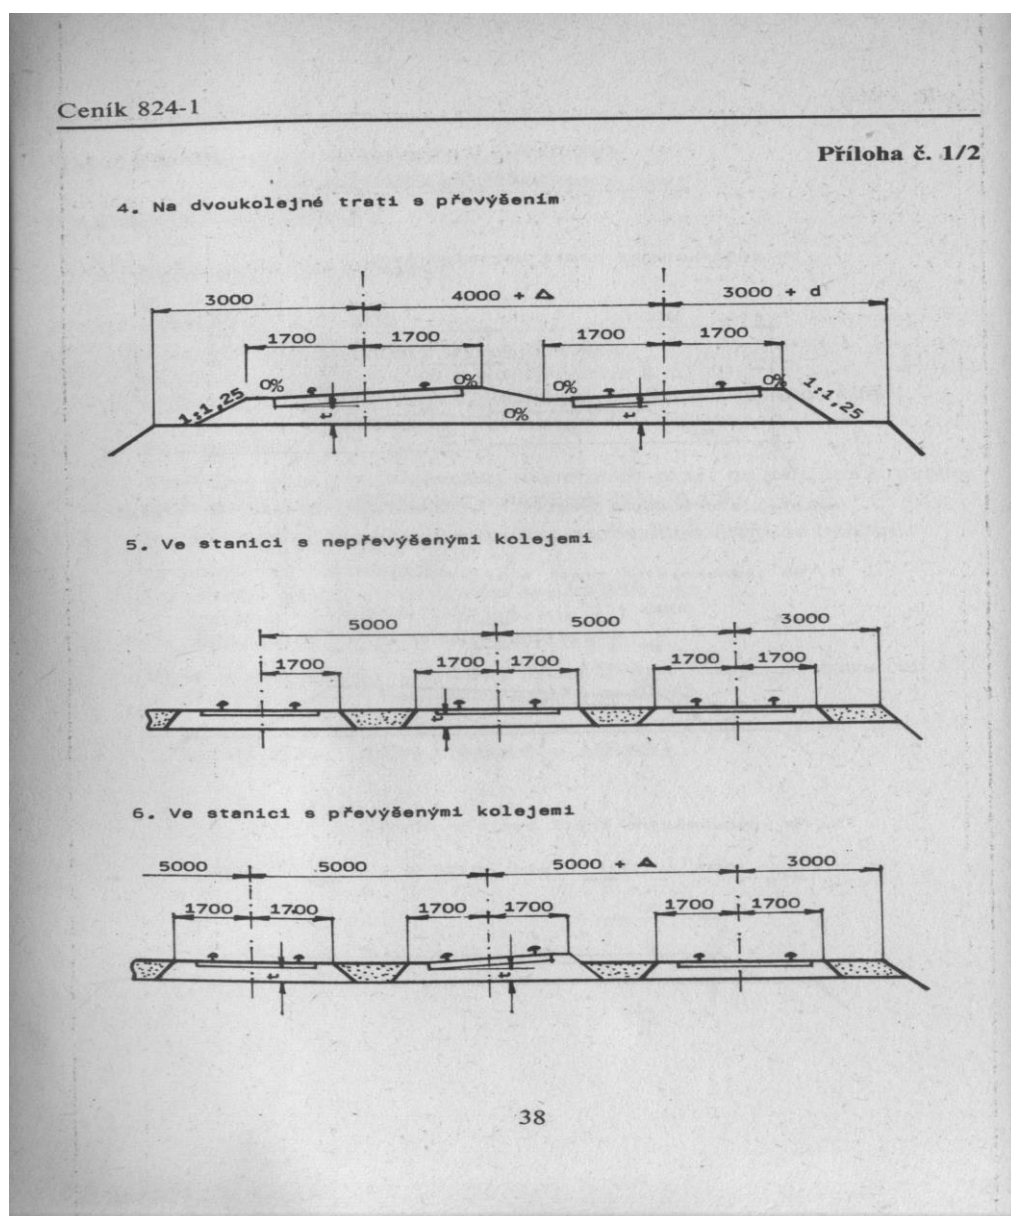 Ceník 824-1
Příloha č. 1/2
4. Na dvoukolejné trati s převýšením
3000 4000 + Δ 3000 + d
1700 1700 1700 1700
0% 0% 0% 0%
1:1,25 1:1,25
t 0% t
5. Ve stanici s nepřevýšenými kolejemi
5000 5000 3000
1700 1700 1700 1700 1700
t
6. Ve stanici s převýšenými kolejemi
5000 5000 5000 + Δ 3000
1700 1700 1700 1700 1700 1700
t t
38